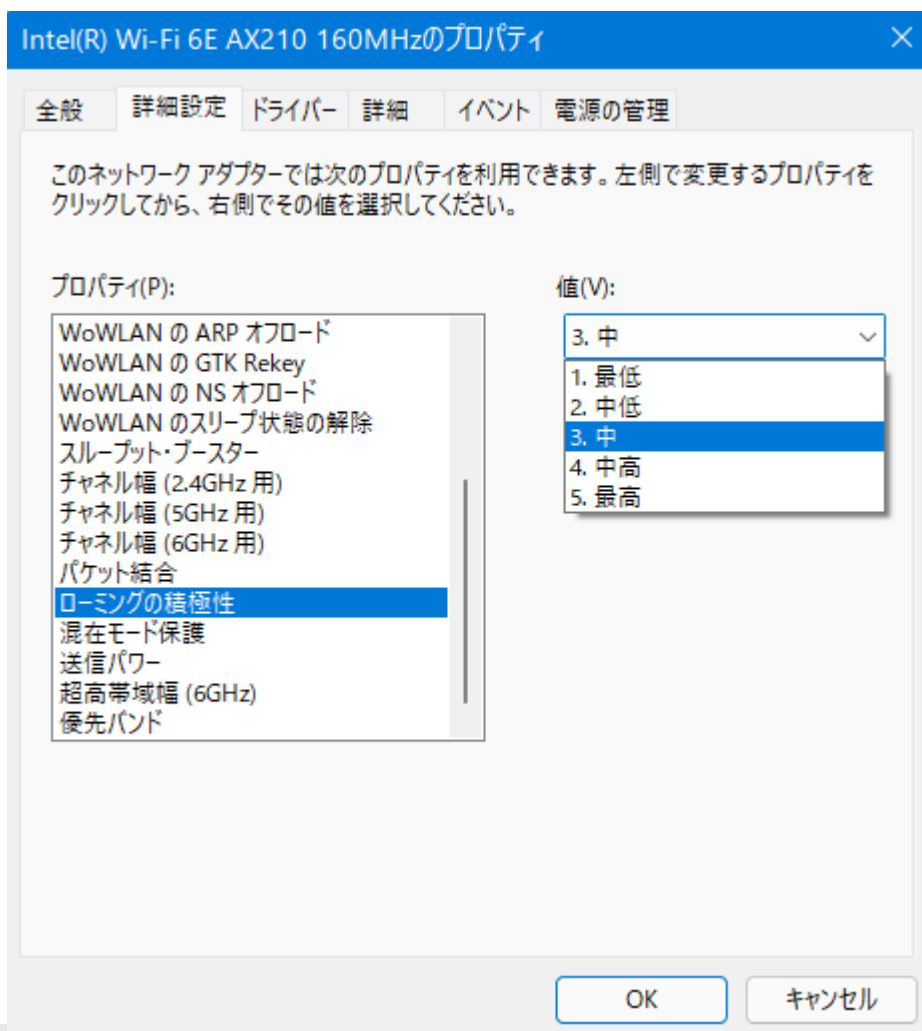 Intel(R) Wi-Fi 6E AX210 160MHzのプロパティ
全般 詳細設定 ドライバー 詳細 イベント 電源の管理
このネットワーク アダプターでは次のプロパティを利用できます。左側で変更するプロパティを
クリックしてから、右側でその値を選択してください。
プロパティ(P):
WoWLAN の ARP オフロード
WoWLAN の GTK Rekey
WoWLAN の NS オフロード
WoWLAN のスリープ状態の解除
スループット・ブースター
チャネル幅 (2.4GHz 用)
チャネル幅 (5GHz 用)
チャネル幅 (6GHz 用)
パケット結合
ローミングの積極性
混在モード保護
送信パワー
超高帯域幅 (6GHz)
優先バンド
値(V):
3. 中
1. 最低
2. 中低
3. 中
4. 中高
5. 最高
OK キャンセル